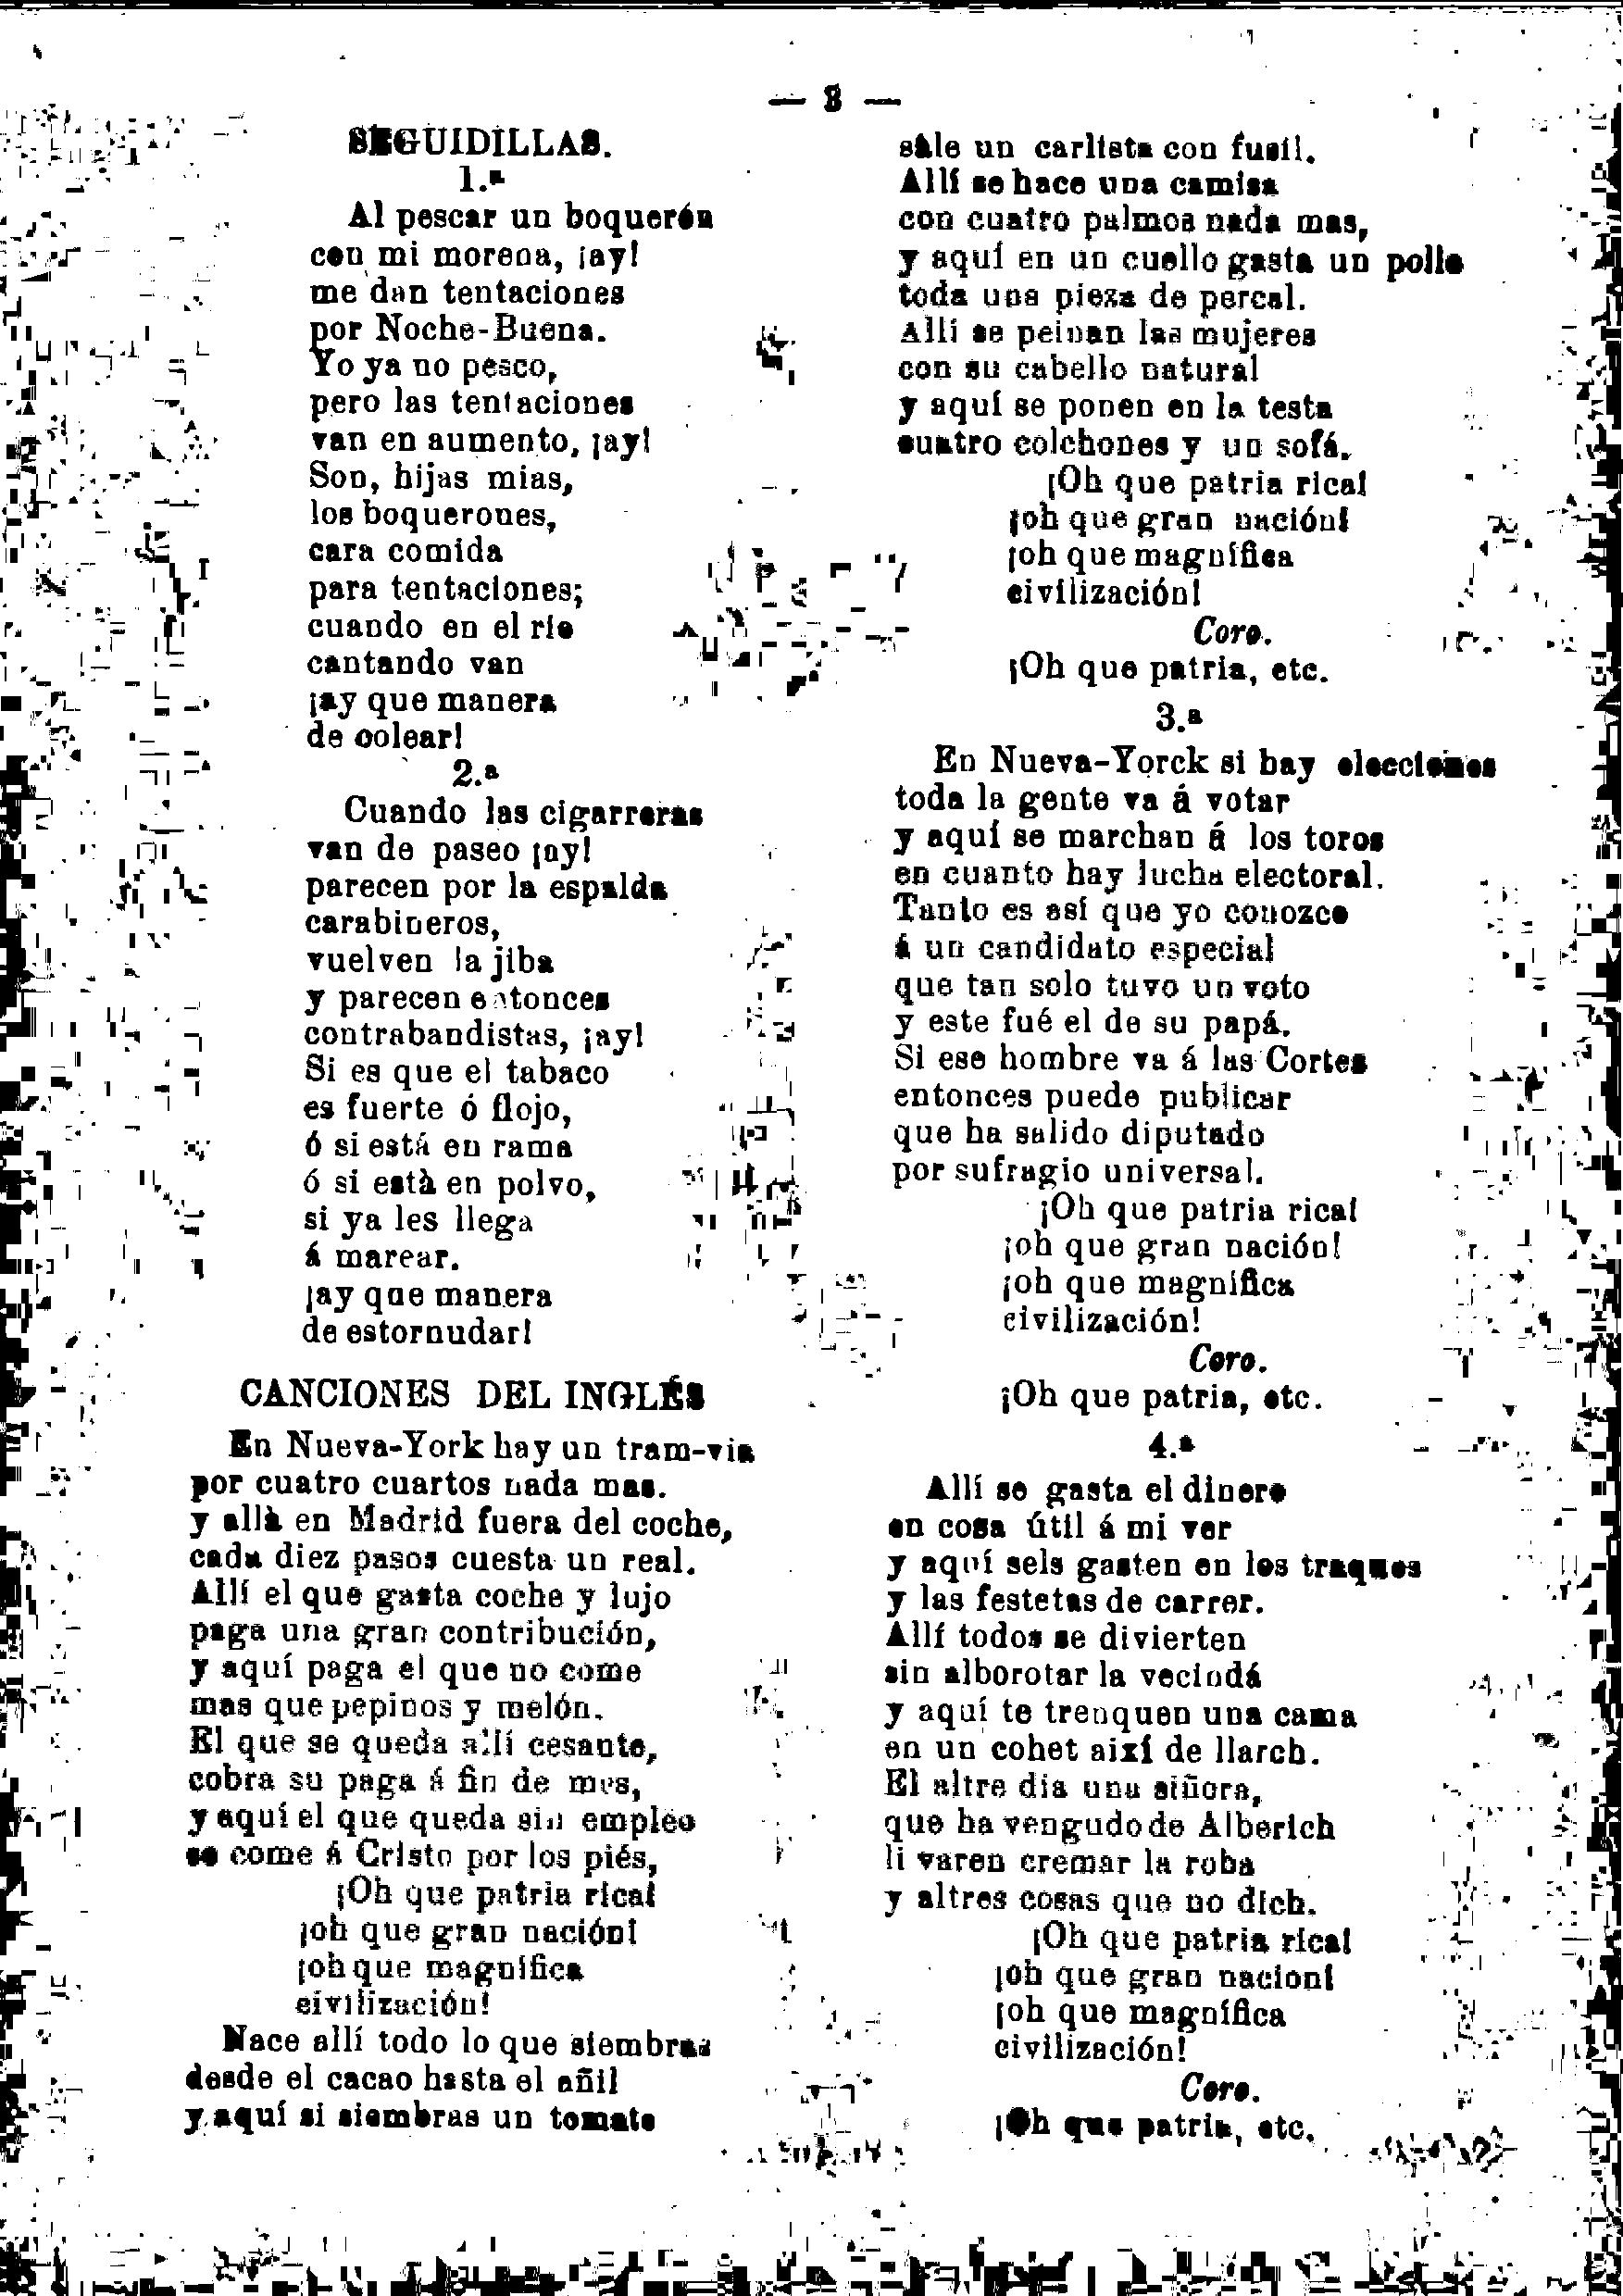 — 3 —
SEGUIDILLAS.
1.ª
Al pescar un boquerón
con mi morena, ¡ay!
me dan tentaciones
por Noche-Buena.
Yo ya no pesco,
pero las tentaciones
van en aumento, ¡ay!
Son, hijas mias,
los boquerones,
cara comida
para tentaciones;
cuando en el rio
cantando van
¡ay que manera
de colear!
2.ª
Cuando las cigarreras
van de paseo ¡ay!
parecen por la espalda
carabineros,
vuelven la jiba
y parecen entonces
contrabandistas, ¡ay!
Si es que el tabaco
es fuerte ó flojo,
ó si está en rama
ó si està en polvo,
si ya les llega
á marear.
¡ay que manera
de estornudar!
CANCIONES DEL INGLÉS
En Nueva-York hay un tram-via
por cuatro cuartos nada mas.
y allà en Madrid fuera del coche,
cada diez pasos cuesta un real.
Allí el que gasta coche y lujo
paga una gran contribución,
y aquí paga el que no come
mas que pepinos y melón.
El que se queda allí cesante,
cobra su paga á fin de mes,
y aquí el que queda sin empleo
se come á Cristo por los piés,
¡Oh que patria rica!
¡oh que gran nación!
¡oh que magnífica
civilización!
Nace allí todo lo que siembras
desde el cacao hasta el añil
y aquí si siembras un tomate
sale un carlista con fusil.
Allí se hace una camisa
con cuatro palmos nada mas,
y aquí en un cuello gasta un pollo
toda una pieza de percal.
Allí se peinan las mujeres
con su cabello natural
y aquí se ponen en la testa
cuatro colchones y un sofá.
¡Oh que patria rica!
¡oh que gran nación!
¡oh que magnífica
civilización!
Coro.
¡Oh que patria, etc.
3.ª
En Nueva-Yorck si hay elecciones
toda la gente va á votar
y aquí se marchan á los toros
en cuanto hay lucha electoral.
Tanto es así que yo conozco
á un candidato especial
que tan solo tuvo un voto
y este fué el de su papá.
Si ese hombre va á las Cortes
entonces puede publicar
que ha salido diputado
por sufragio universal.
¡Oh que patria rica!
¡oh que gran nación!
¡oh que magnífica
civilización!
Coro.
¡Oh que patria, etc.
4.ª
Allí se gasta el dinero
en cosa útil á mi ver
y aquí sels gasten en los traques
y las festetas de carrer.
Allí todos se divierten
sin alborotar la vecindá
y aquí te trenquen una cama
en un cohet així de llarch.
El altre dia una siñora,
que ha vengudo de Alberich
li varen cremar la roba
y altres cosas que no dich.
¡Oh que patria rica!
¡oh que gran nacion!
¡oh que magnífica
civilización!
Coro.
¡Oh que patria, etc.